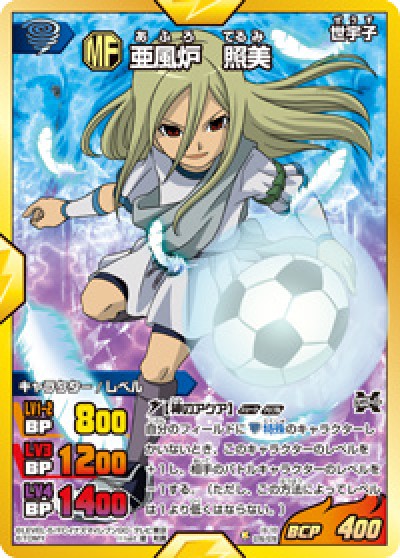 MF
あふろ てるみ
亜風炉 照美
ゼウス
世宇子
キャラクター/レベル
LV1-2
BP 800
LV3
BP 1200
LV4
BP 1400
【神のアクア】
自分のフィールドに
のキャラクターし
かいないとき、このキャラクターのレベルを
+1し、相手のバトルキャラクターのレベルを
-1する。(ただし、この方法によってレベル
は1より低くはならない。)
BCP 400
©TOMY